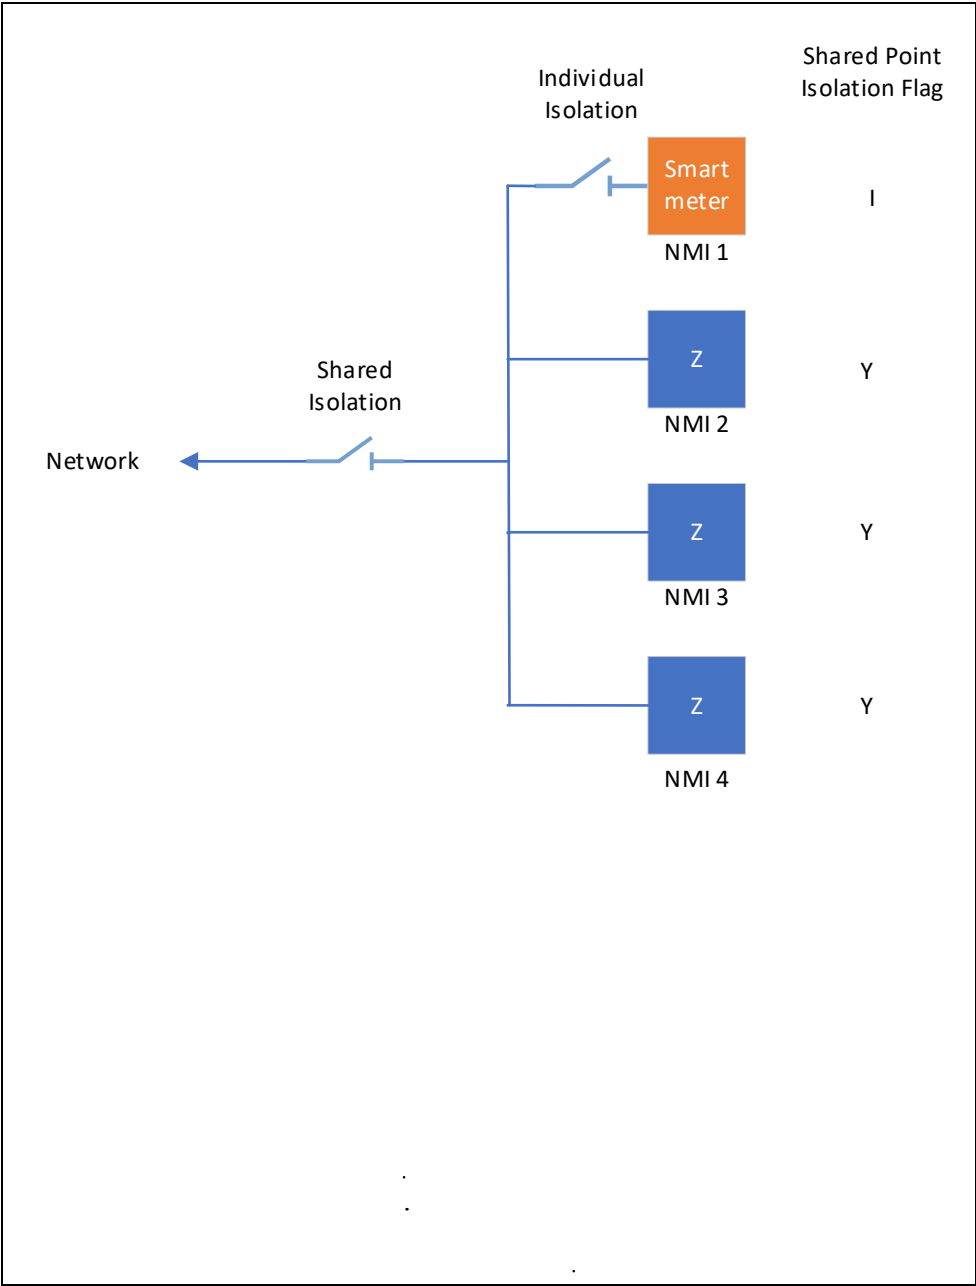 Shared Point
Isolation Flag
Individual
Isolation
Smart
meter
I
NMI 1
Z
Y
NMI 2
Shared
Isolation
Network
Z
Y
NMI 3
Z
Y
NMI 4